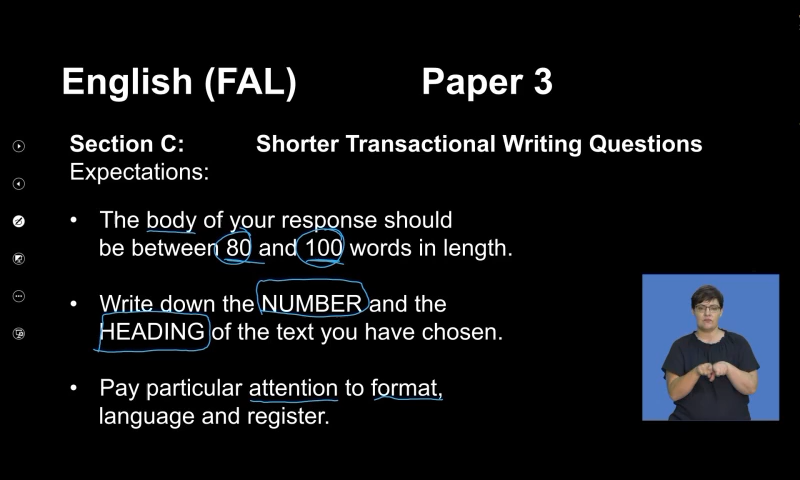 English (FAL) Paper 3
Section C: Shorter Transactional Writing Questions
Expectations:
• The body of your response should
be between 80 and 100 words in length.
• Write down the NUMBER and the
HEADING of the text you have chosen.
• Pay particular attention to format,
language and register.